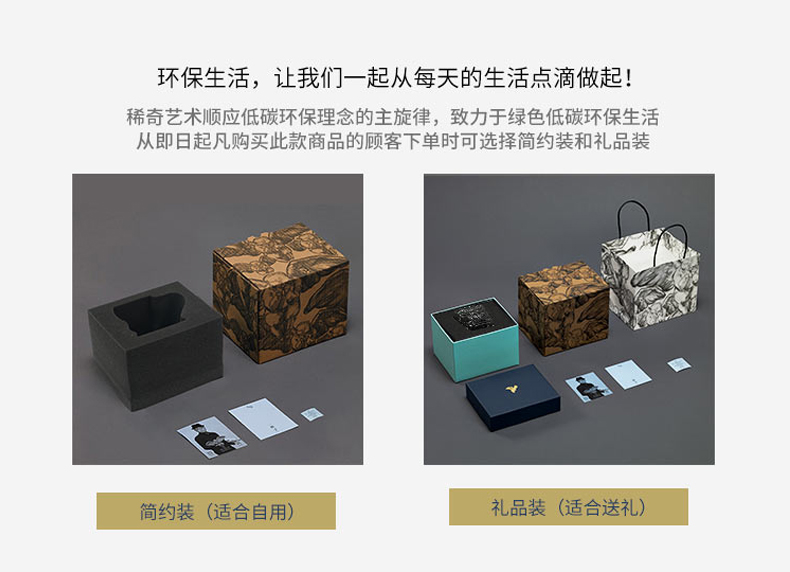 环保生活，让我们一起从每天的生活点滴做起！
稀奇艺术顺应低碳环保理念的主旋律，致力于绿色低碳环保生活
从即日起凡购买此款商品的顾客下单时可选择简约装和礼品装
简约装（适合自用）
礼品装（适合送礼）